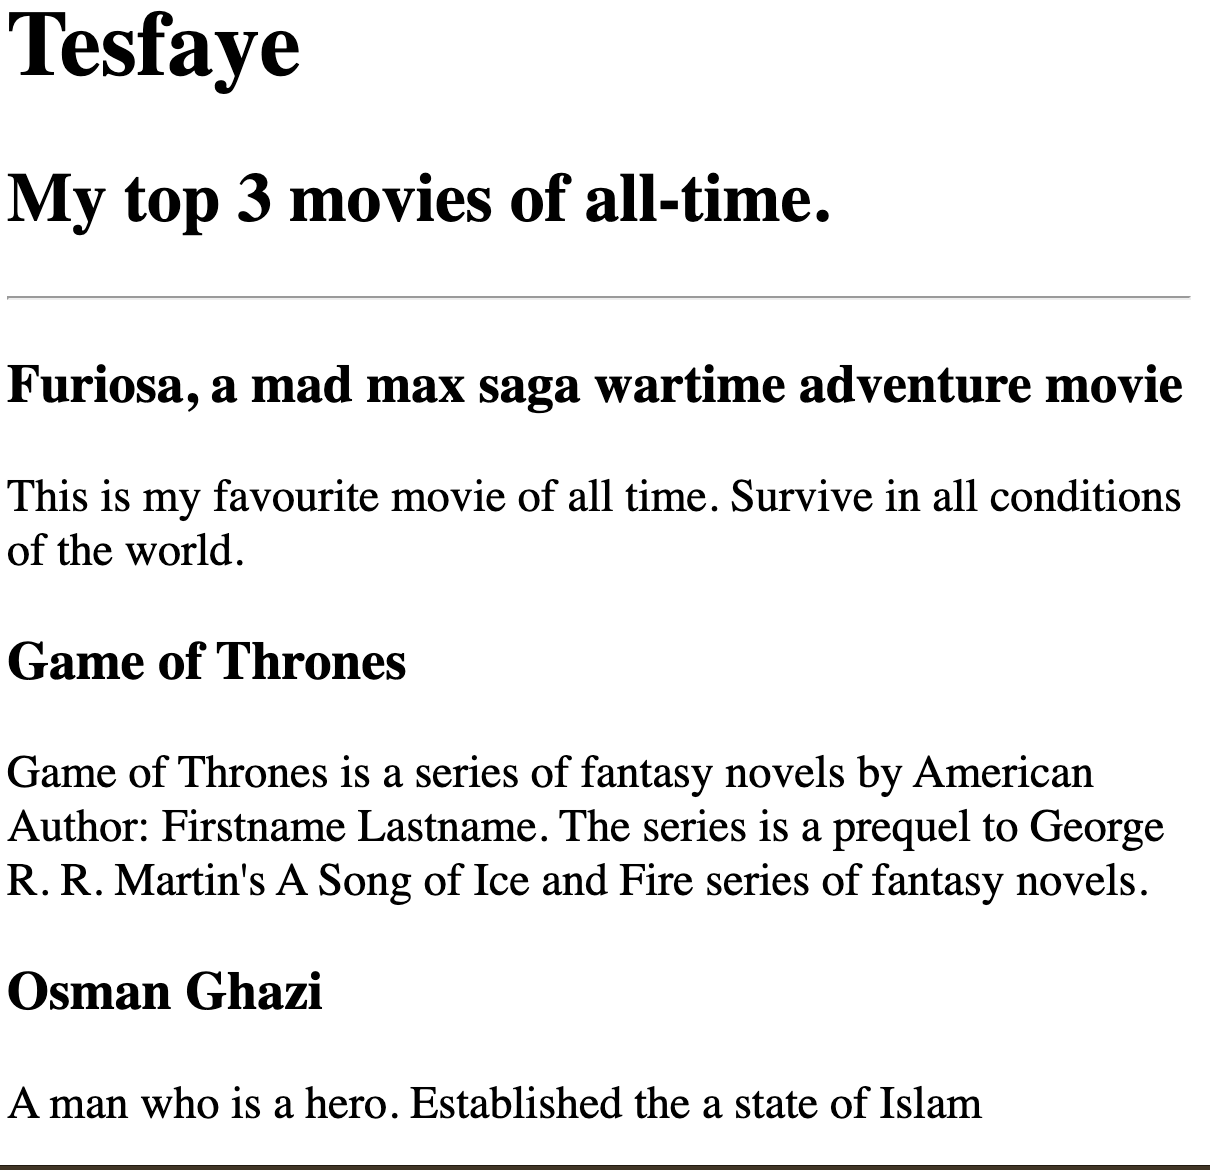 Tesfaye
My top 3 movies of all-time.
Furiosa, a mad max saga wartime adventure movie
This is my favourite movie of all time. Survive in all conditions
of the world.
Game of Thrones
Game of Thrones is a series of fantasy novels by American
Author: Firstname Lastname. The series is a prequel to George
R. R. Martin's A Song of Ice and Fire series of fantasy novels.
Osman Ghazi
A man who is a hero. Established the a state of Islam